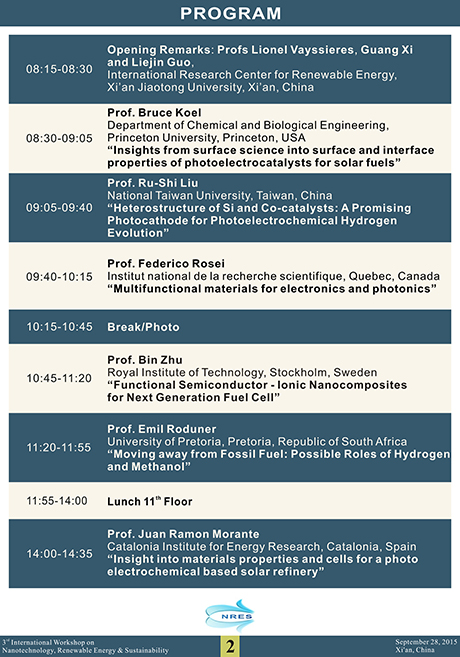 PROGRAM
08:15-08:30
Opening Remarks: Profs Lionel Vayssieres, Guang Xi
and Liejin Guo,
International Research Center for Renewable Energy,
Xi'an Jiaotong University, Xi'an, China
08:30-09:05
Prof. Bruce Koel
Department of Chemical and Biological Engineering,
Princeton University, Princeton, USA
“Insights from surface science into surface and interface
properties of photoelectrocatalysts for solar fuels”
09:05-09:40
Prof. Ru-Shi Liu
National Taiwan University, Taiwan, China
“Heterostructure of Si and Co-catalysts: A Promising
Photocathode for Photoelectrochemical Hydrogen
Evolution”
09:40-10:15
Prof. Federico Rosei
Institut national de la recherche scientifique, Quebec, Canada
“Multifunctional materials for electronics and photonics”
10:15-10:45
Break/Photo
10:45-11:20
Prof. Bin Zhu
Royal Institute of Technology, Stockholm, Sweden
“Functional Semiconductor - Ionic Nanocomposites
for Next Generation Fuel Cell”
11:20-11:55
Prof. Emil Roduner
University of Pretoria, Pretoria, Republic of South Africa
“Moving away from Fossil Fuel: Possible Roles of Hydrogen
and Methanol”
11:55-14:00
Lunch 11th Floor
14:00-14:35
Prof. Juan Ramon Morante
Catalonia Institute for Energy Research, Catalonia, Spain
“Insight into materials properties and cells for a photo
electrochemical based solar refinery”
NRES
3rd International Workshop on
Nanotechnology, Renewable Energy & Sustainability
2
September 28, 2015
Xi'an, China